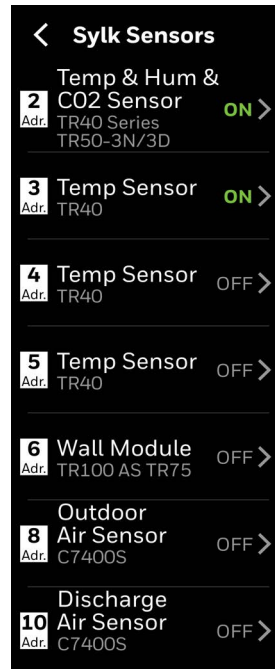 Sylk Sensors
Temp & Hum &
2
CO2 Sensor
ON
Adr.
TR40 Series
TR50-3N/3D
3
Temp Sensor
ON
Adr.
TR40
4
Temp Sensor
OFF
Adr.
TR40
5
Temp Sensor
OFF
Adr.
TR40
6
Wall Module
OFF
Adr.
TR100 AS TR75
Outdoor
8
Air Sensor
OFF
Adr.
C7400S
Discharge
10
Air Sensor
OFF
Adr.
C7400S